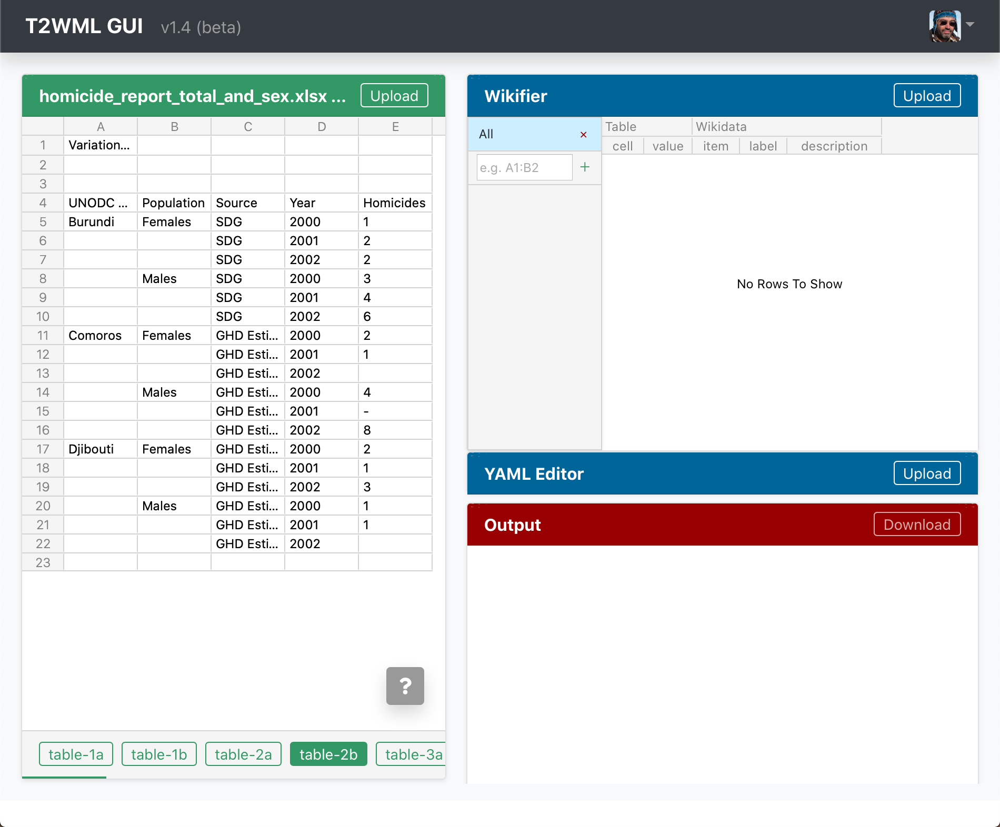 T2WML GUI v1.4 (beta)
homicide_report_total_and_sex.xlsx ... Upload
A B C D E
1 Variation...
2
3
4 UNODC ... Population Source Year Homicides
5 Burundi Females SDG 2000 1
6 SDG 2001 2
7 SDG 2002 2
8 Males SDG 2000 3
9 SDG 2001 4
10 SDG 2002 6
11 Comoros Females GHD Esti... 2000 2
12 GHD Esti... 2001 1
13 GHD Esti... 2002
14 Males GHD Esti... 2000 4
15 GHD Esti... 2001 -
16 GHD Esti... 2002 8
17 Djibouti Females GHD Esti... 2000 2
18 GHD Esti... 2001 1
19 GHD Esti... 2002 3
20 Males GHD Esti... 2000 1
21 GHD Esti... 2001 1
22 GHD Esti... 2002
23
?
table-1a table-1b table-2a table-2b table-3a
Wikifier Upload
All ×
e.g. A1:B2 +
Table Wikidata
cell value item label description
No Rows To Show
YAML Editor Upload
Output Download